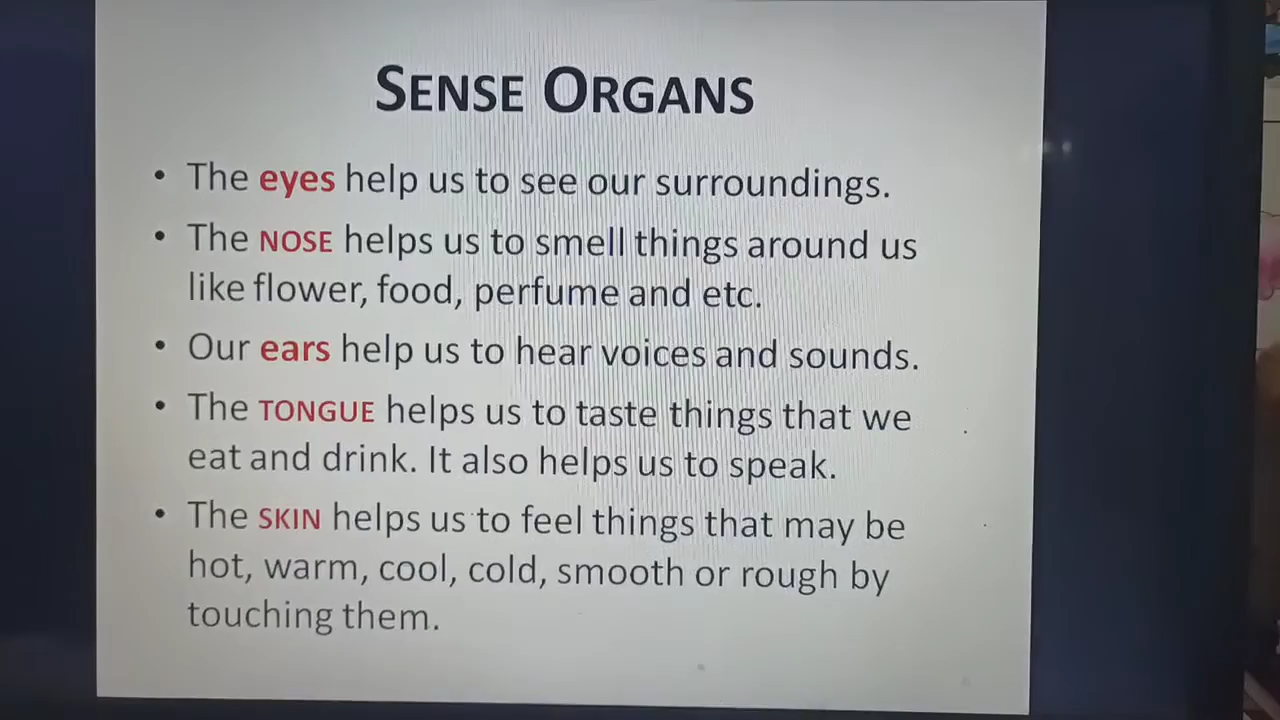 SENSE ORGANS
• The eyes help us to see our surroundings.
• The NOSE helps us to smell things around us
like flower, food, perfume and etc.
• Our ears help us to hear voices and sounds.
• The TONGUE helps us to taste things that we
eat and drink. It also helps us to speak.
• The SKIN helps us to feel things that may be
hot, warm, cool, cold, smooth or rough by
touching them.